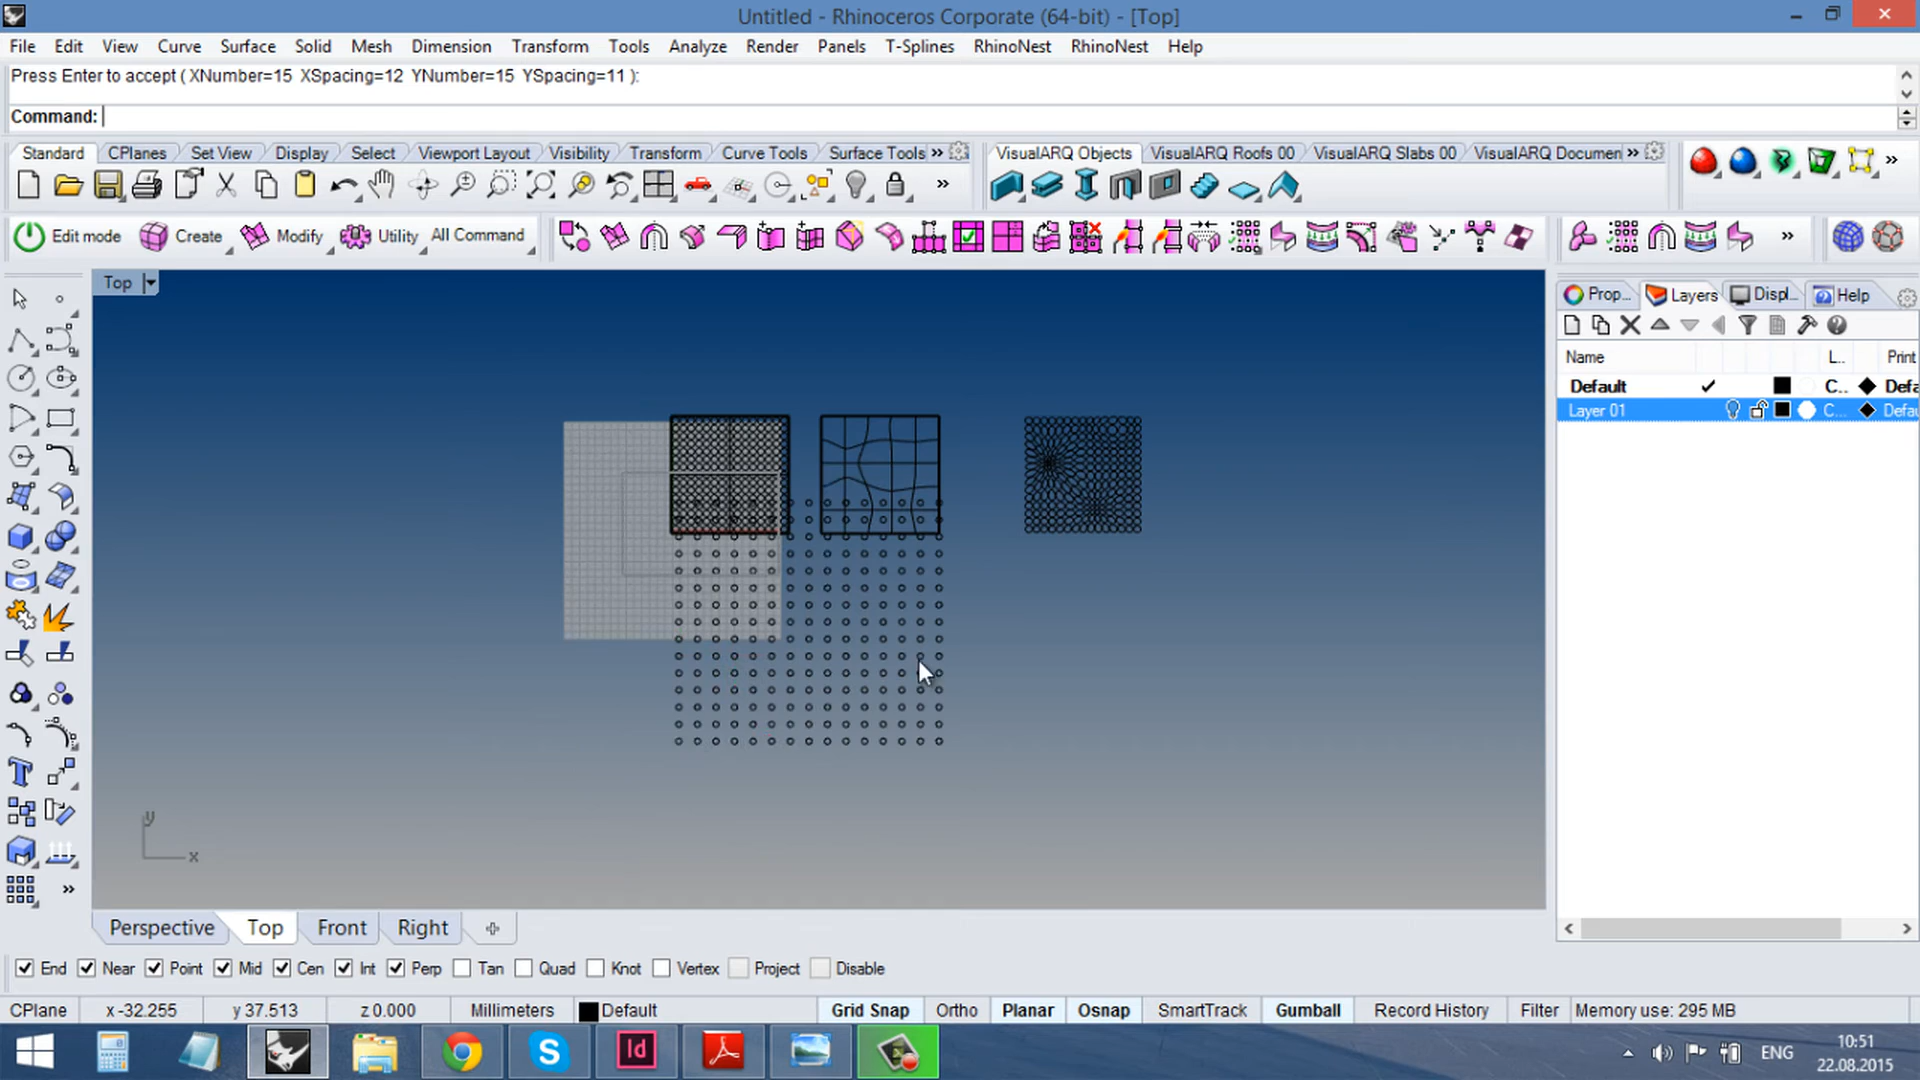 Untitled - Rhinoceros Corporate (64-bit) - [Top]
File Edit View Curve Surface Solid Mesh Dimension Transform Tools Analyze Render Panels T-Splines RhinoNest RhinoNest Help
Press Enter to accept ( XNumber=15 XSpacing=12 YNumber=15 YSpacing=11 ):
Command:
Standard CPlanes Set View Display Select Viewport Layout Visibility Transform Curve Tools Surface Tools »
VisualARQ Objects VisualARQ Roofs 00 VisualARQ Slabs 00 VisualARQ Documen »
Edit mode Create Modify Utility All Command
Top
Prop... Layers Displ... Help
Name L.. Print
Default C... Defa
Layer 01 C... Defau
y
x
Perspective Top Front Right
End Near Point Mid Cen Int Perp Tan Quad Knot Vertex Project Disable
CPlane x -32.255 y 37.513 z 0.000 Millimeters Default Grid Snap Ortho Planar Osnap SmartTrack Gumball Record History Filter Memory use: 295 MB
S Id ENG
10:51
22.08.2015